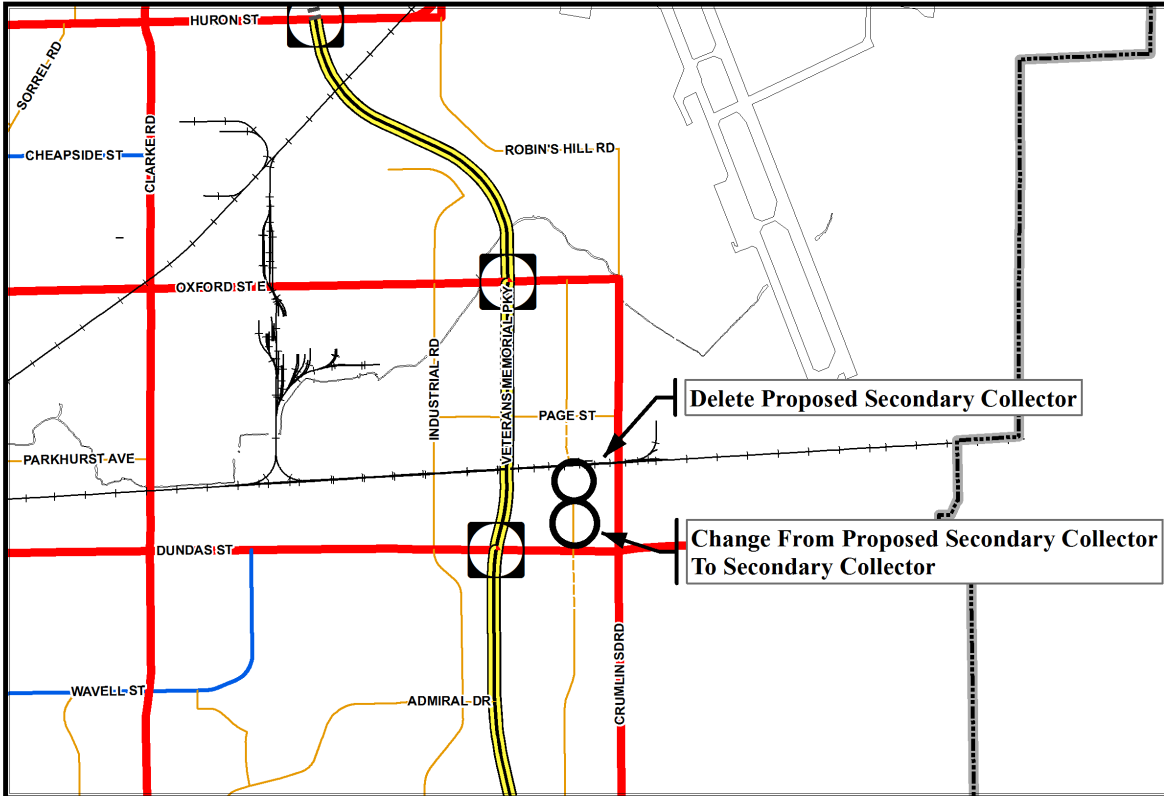 HURON ST
SORREL RD
CLARKE RD
CHEAPSIDE ST
ROBIN'S HILL RD
OXFORD ST E
VETERANS MEMORIAL PKY
INDUSTRIAL RD
Delete Proposed Secondary Collector
PAGE ST
PARKHURST AVE
Change From Proposed Secondary Collector
To Secondary Collector
DUNDAS ST
CRUMLIN SDRD
WAVELL ST
ADMIRAL DR